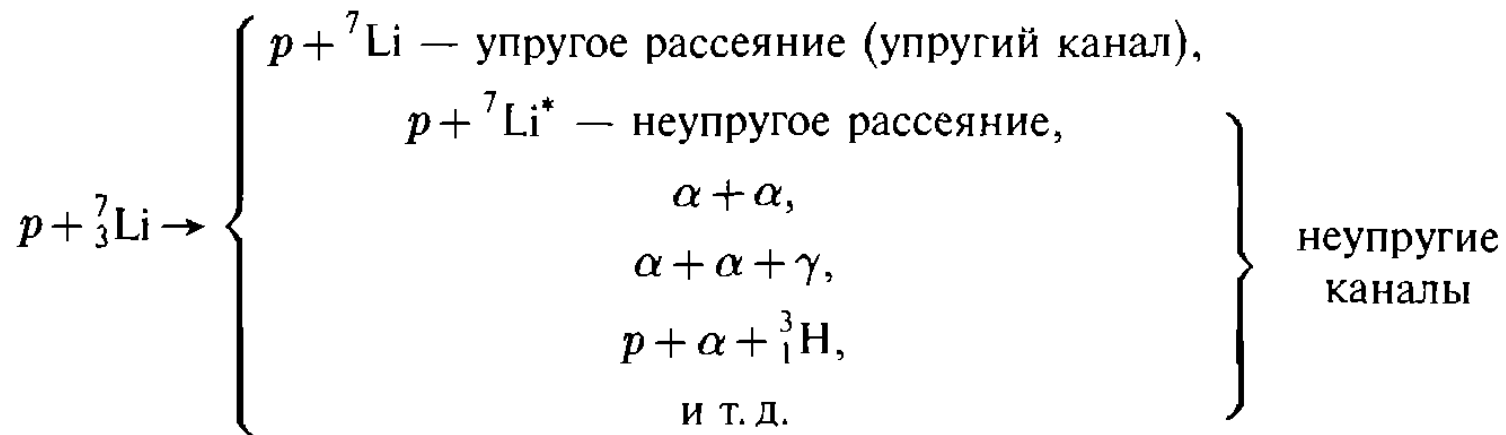 p + ⁷Li — упругое рассеяние (упругий канал),
p + ⁷Li* — неупругое рассеяние,
α + α,
p + ⁷₃Li → { α + α + γ, } неупругие каналы
p + α + ³₁H,
и т. д.